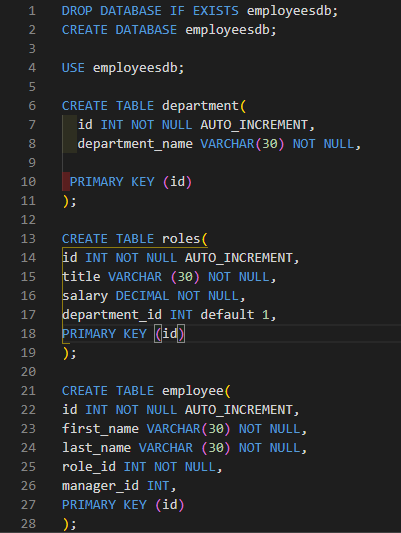 1 DROP DATABASE IF EXISTS employeesdb;
2 CREATE DATABASE employeesdb;
3
4 USE employeesdb;
5
6 CREATE TABLE department(
7 id INT NOT NULL AUTO_INCREMENT,
8 department_name VARCHAR(30) NOT NULL,
9
10 PRIMARY KEY (id)
11 );
12
13 CREATE TABLE roles(
14 id INT NOT NULL AUTO_INCREMENT,
15 title VARCHAR (30) NOT NULL,
16 salary DECIMAL NOT NULL,
17 department_id INT default 1,
18 PRIMARY KEY (id)
19 );
20
21 CREATE TABLE employee(
22 id INT NOT NULL AUTO_INCREMENT,
23 first_name VARCHAR(30) NOT NULL,
24 last_name VARCHAR (30) NOT NULL,
25 role_id INT NOT NULL,
26 manager_id INT,
27 PRIMARY KEY (id)
28 );